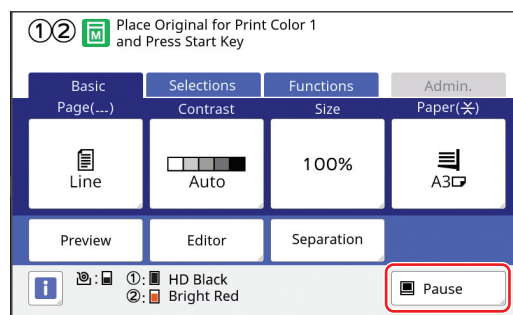 ①② M Place Original for Print Color 1
and Press Start Key
Basic Selections Functions Admin.
Page(---) Contrast Size Paper(⚹)
Line Auto 100% A3
Preview Editor Separation
i : ①: HD Black
②: Bright Red
Pause